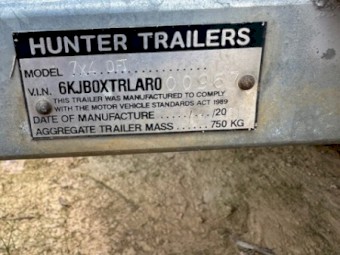 HUNTER TRAILERS
MODEL 7x4
V.I.N. 6KJB0XTRLAR0
THIS TRAILER WAS MANUFACTURED TO COMPLY
WITH THE MOTOR VEHICLE STANDARDS ACT 1989
DATE OF MANUFACTURE ...../...../20
AGGREGATE TRAILER MASS ........ 750 KG